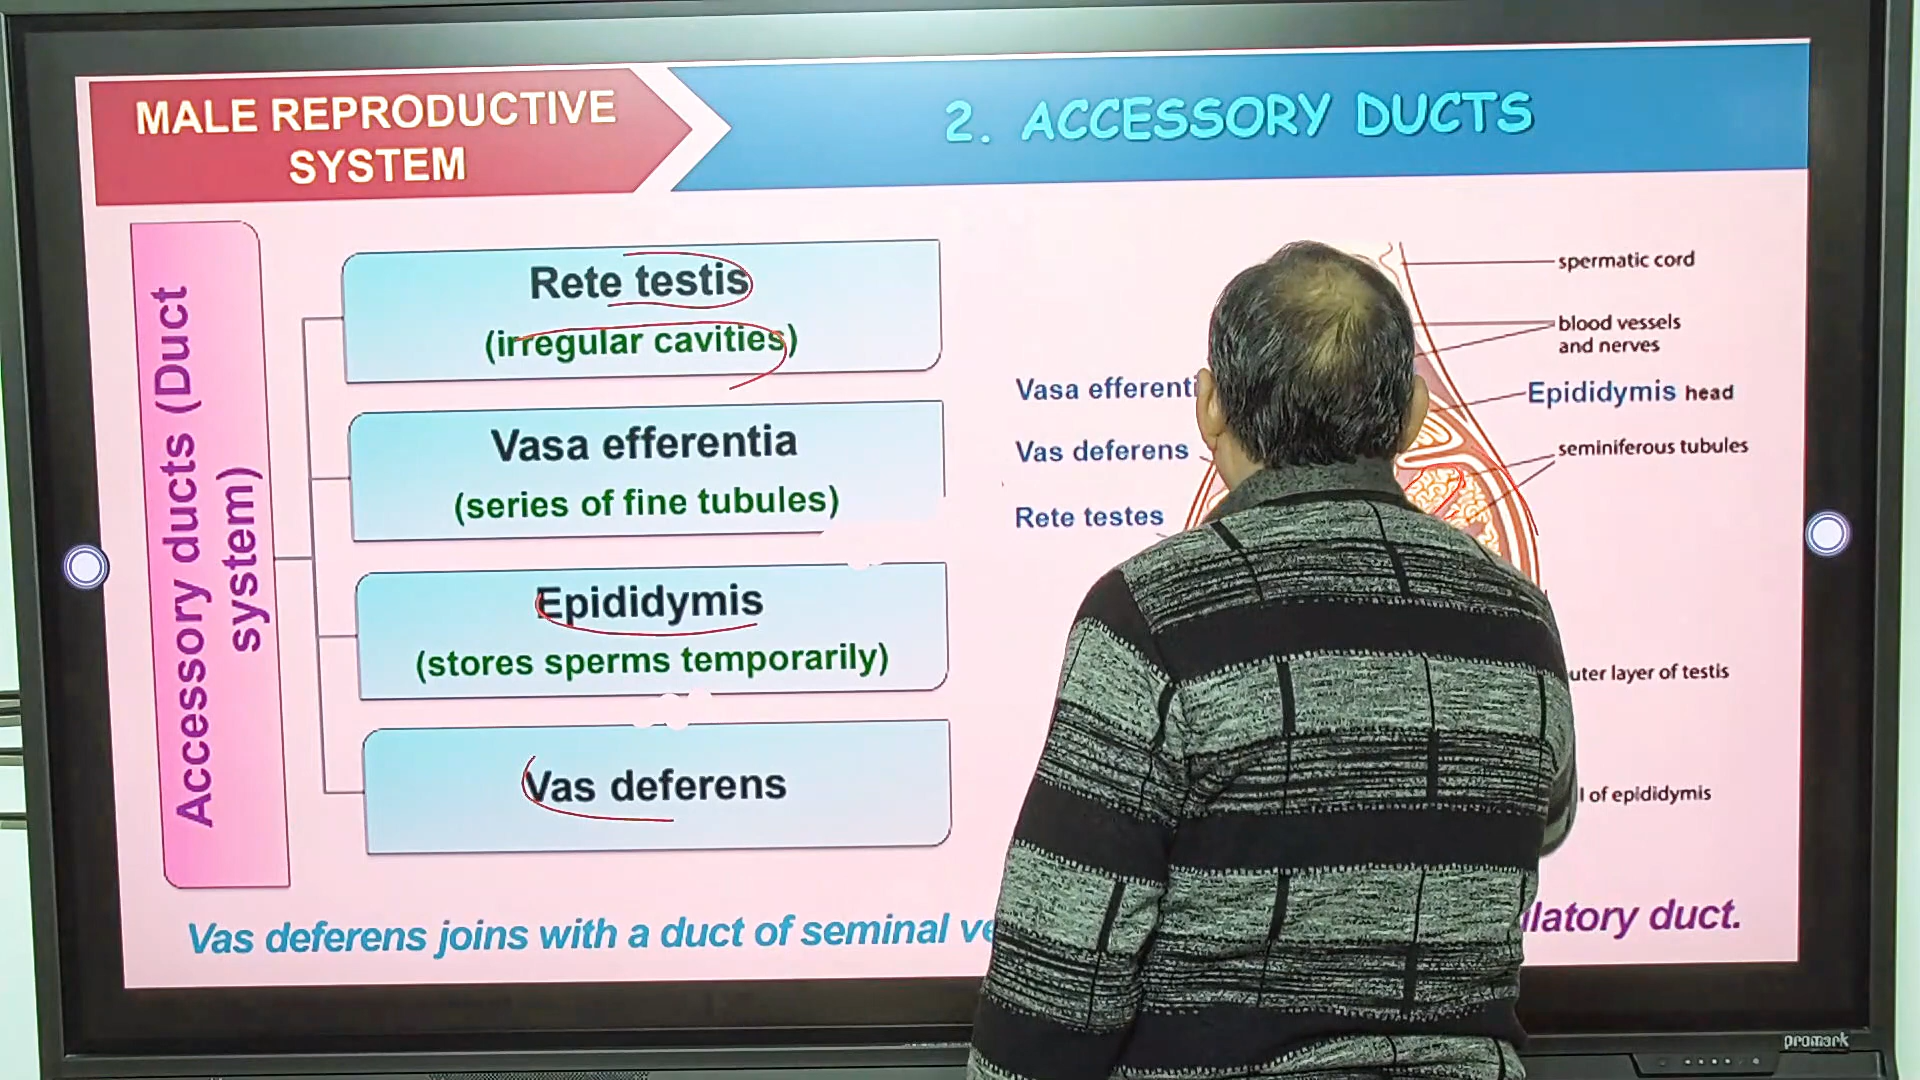 MALE REPRODUCTIVE
SYSTEM
2. ACCESSORY DUCTS
Accessory ducts (Duct
system)
Rete testis
(irregular cavities)
Vasa efferentia
(series of fine tubules)
Epididymis
(stores sperms temporarily)
Vas deferens
Vasa efferenti
Vas deferens
Rete testes
spermatic cord
blood vessels
and nerves
Epididymis head
seminiferous tubules
uter layer of testis
l of epididymis
Vas deferens joins with a duct of seminal ve
latory duct.
promark